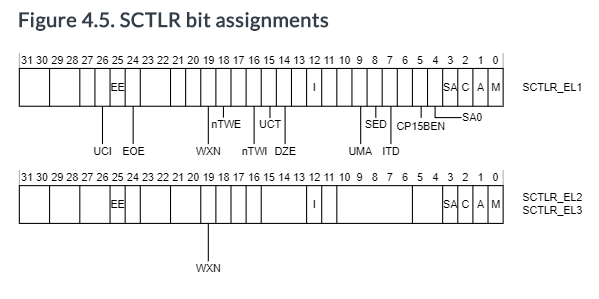 Figure 4.5. SCTLR bit assignments
31 30 29 28 27 26 25 24 23 22 21 20 19 18 17 16 15 14 13 12 11 10 9 8 7 6 5 4 3 2 1 0
EE I SA C A M SCTLR_EL1
nTWE UCT SED CP15BEN SA0
UCI EOE WXN nTWI DZE UMA ITD
31 30 29 28 27 26 25 24 23 22 21 20 19 18 17 16 15 14 13 12 11 10 9 8 7 6 5 4 3 2 1 0
EE I SA C A M SCTLR_EL2
SCTLR_EL3
WXN